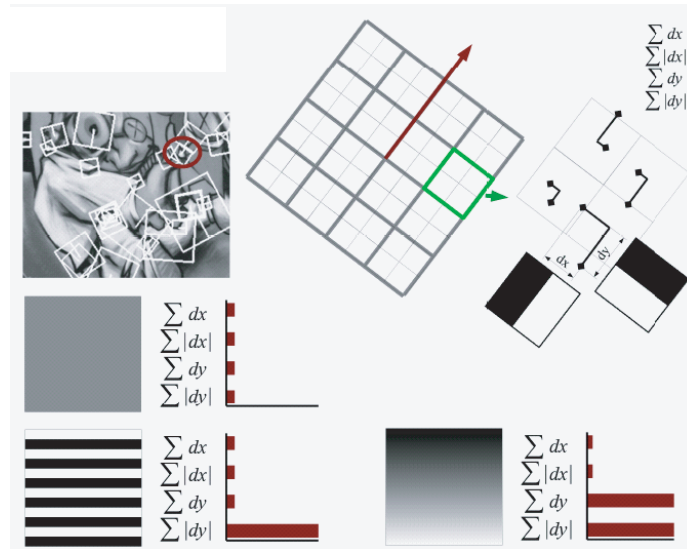 ∑ dx
∑ |dx|
∑ dy
∑ |dy|
dx
dy
∑ dx
∑ |dx|
∑ dy
∑ |dy|
∑ dx
∑ |dx|
∑ dy
∑ |dy|
∑ dx
∑ |dx|
∑ dy
∑ |dy|